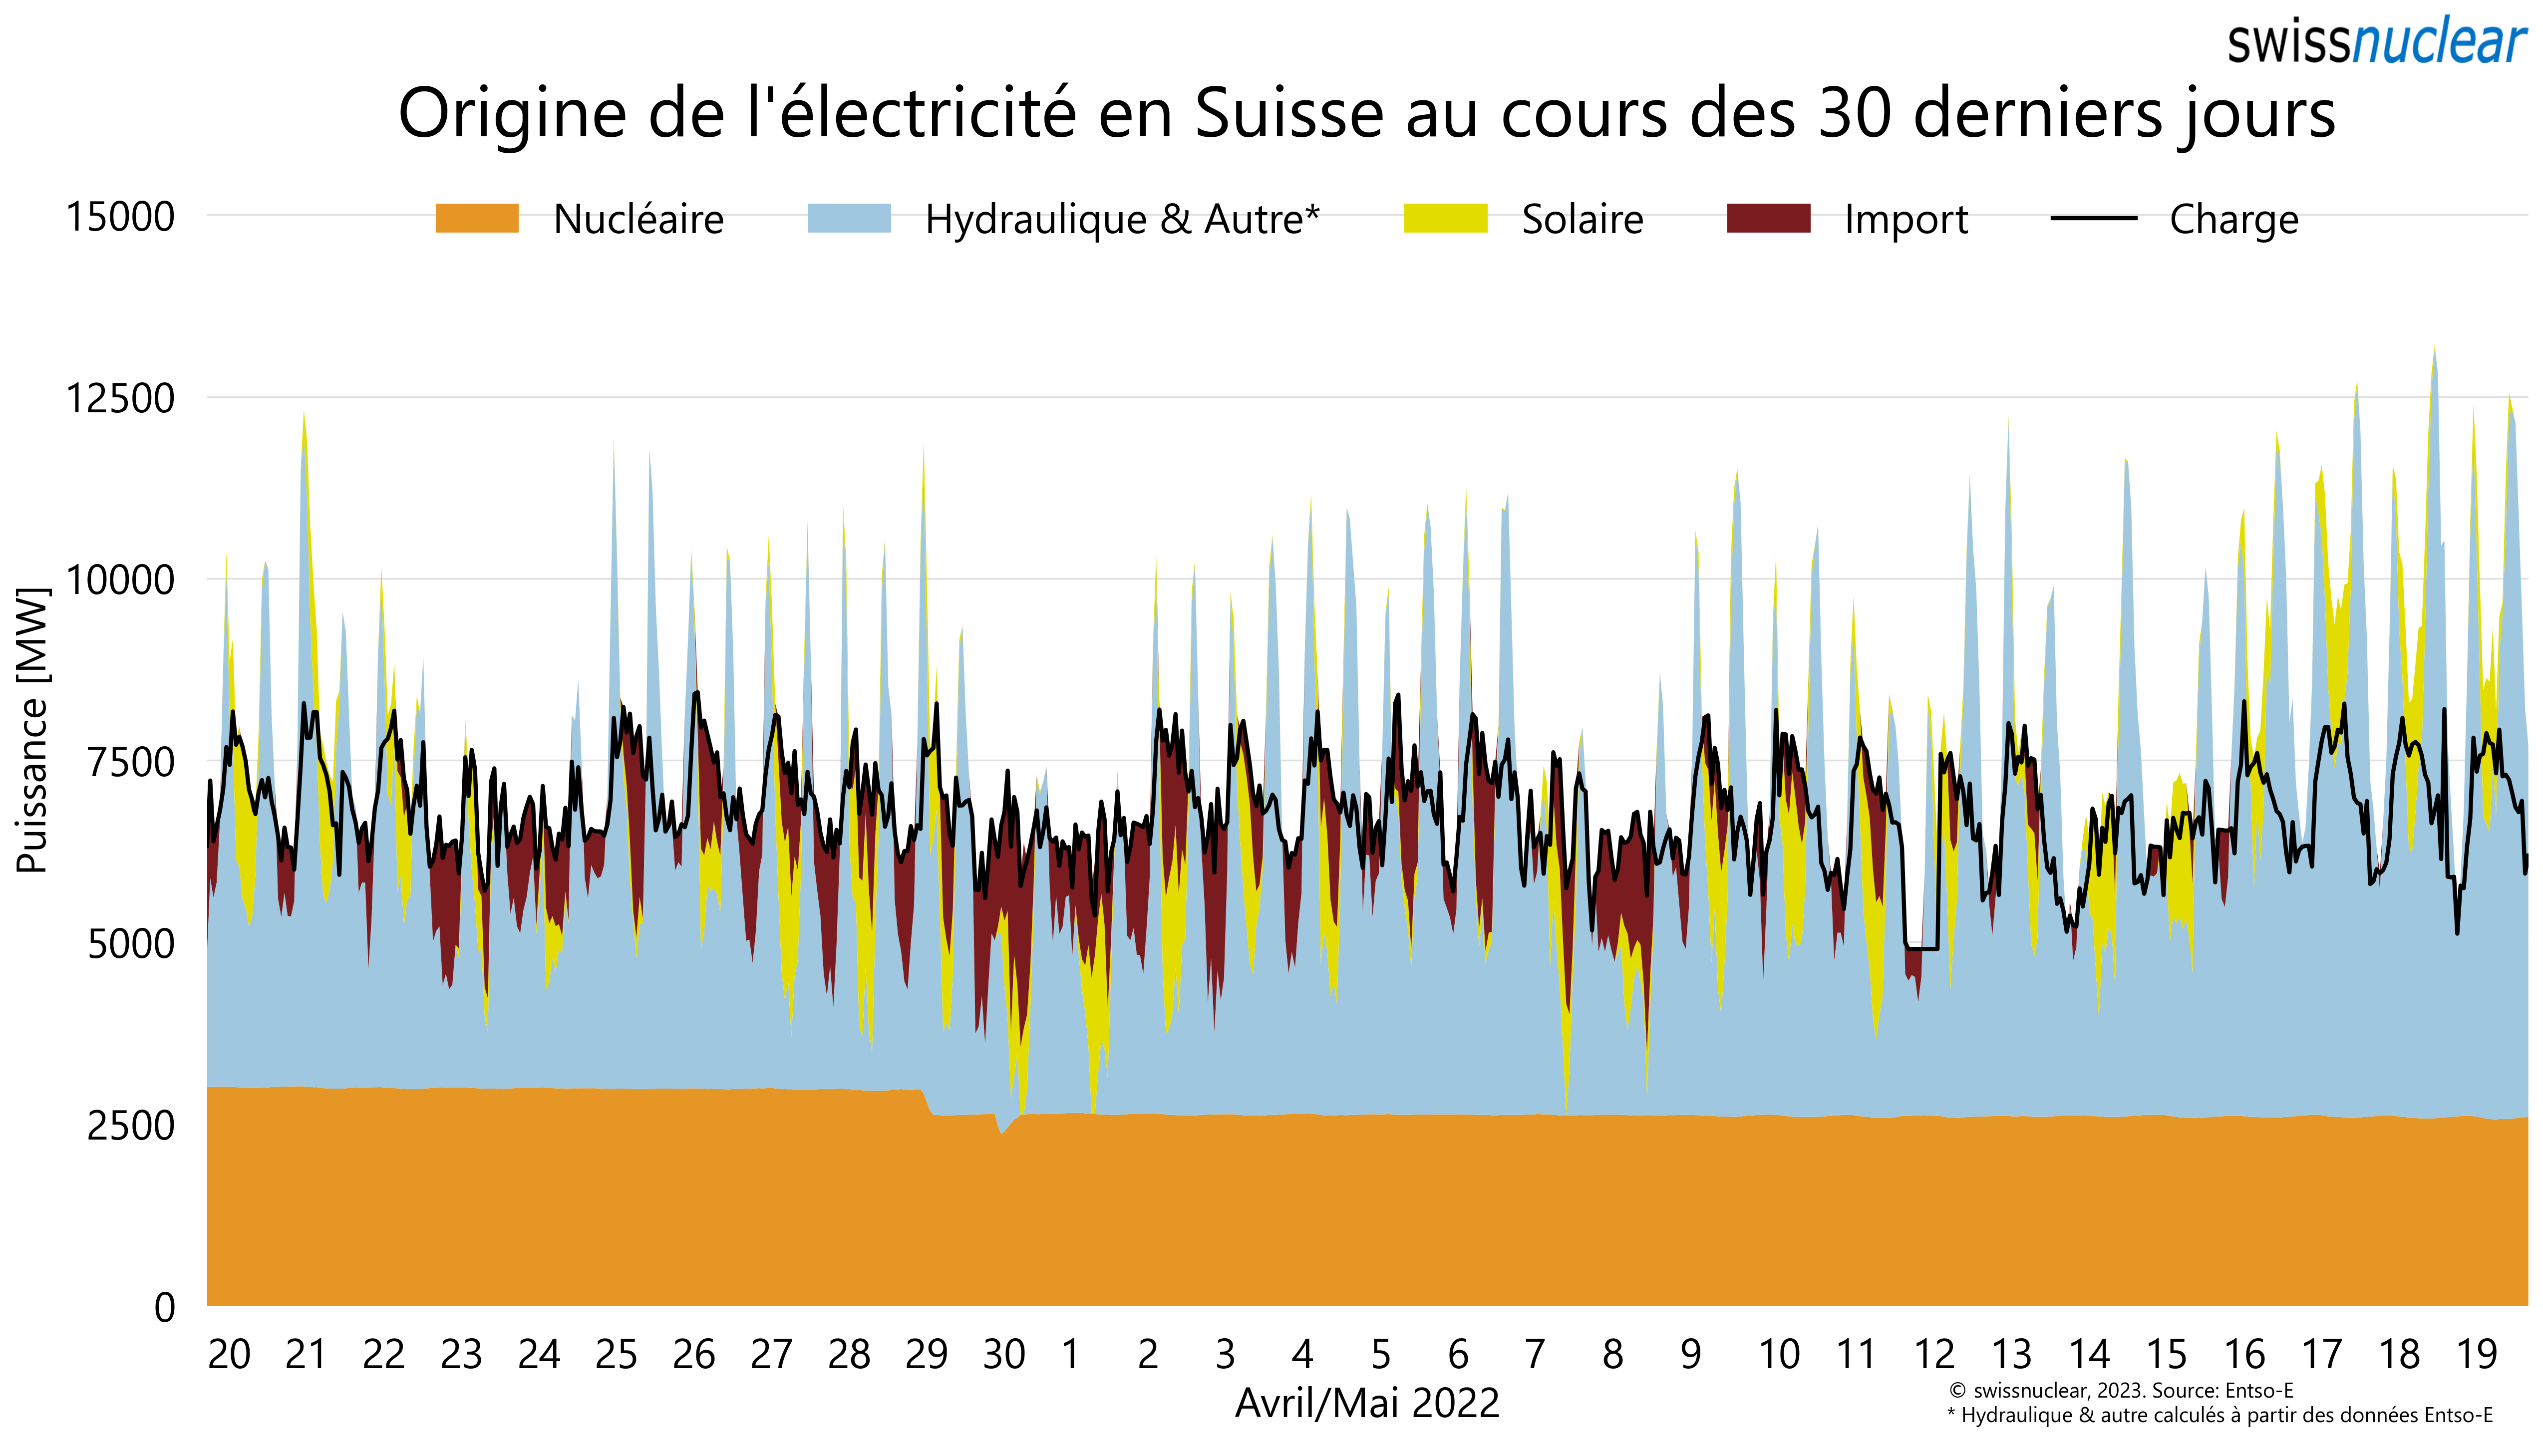 swissnuclear
Origine de l'électricité en Suisse au cours des 30 derniers jours
Nucléaire Hydraulique & Autre* Solaire Import Charge
15000
12500
10000
7500
5000
2500
0
Puissance [MW]
20 21 22 23 24 25 26 27 28 29 30 1 2 3 4 5 6 7 8 9 10 11 12 13 14 15 16 17 18 19
Avril/Mai 2022
© swissnuclear, 2023. Source: Entso-E
* Hydraulique & autre calculés à partir des données Entso-E